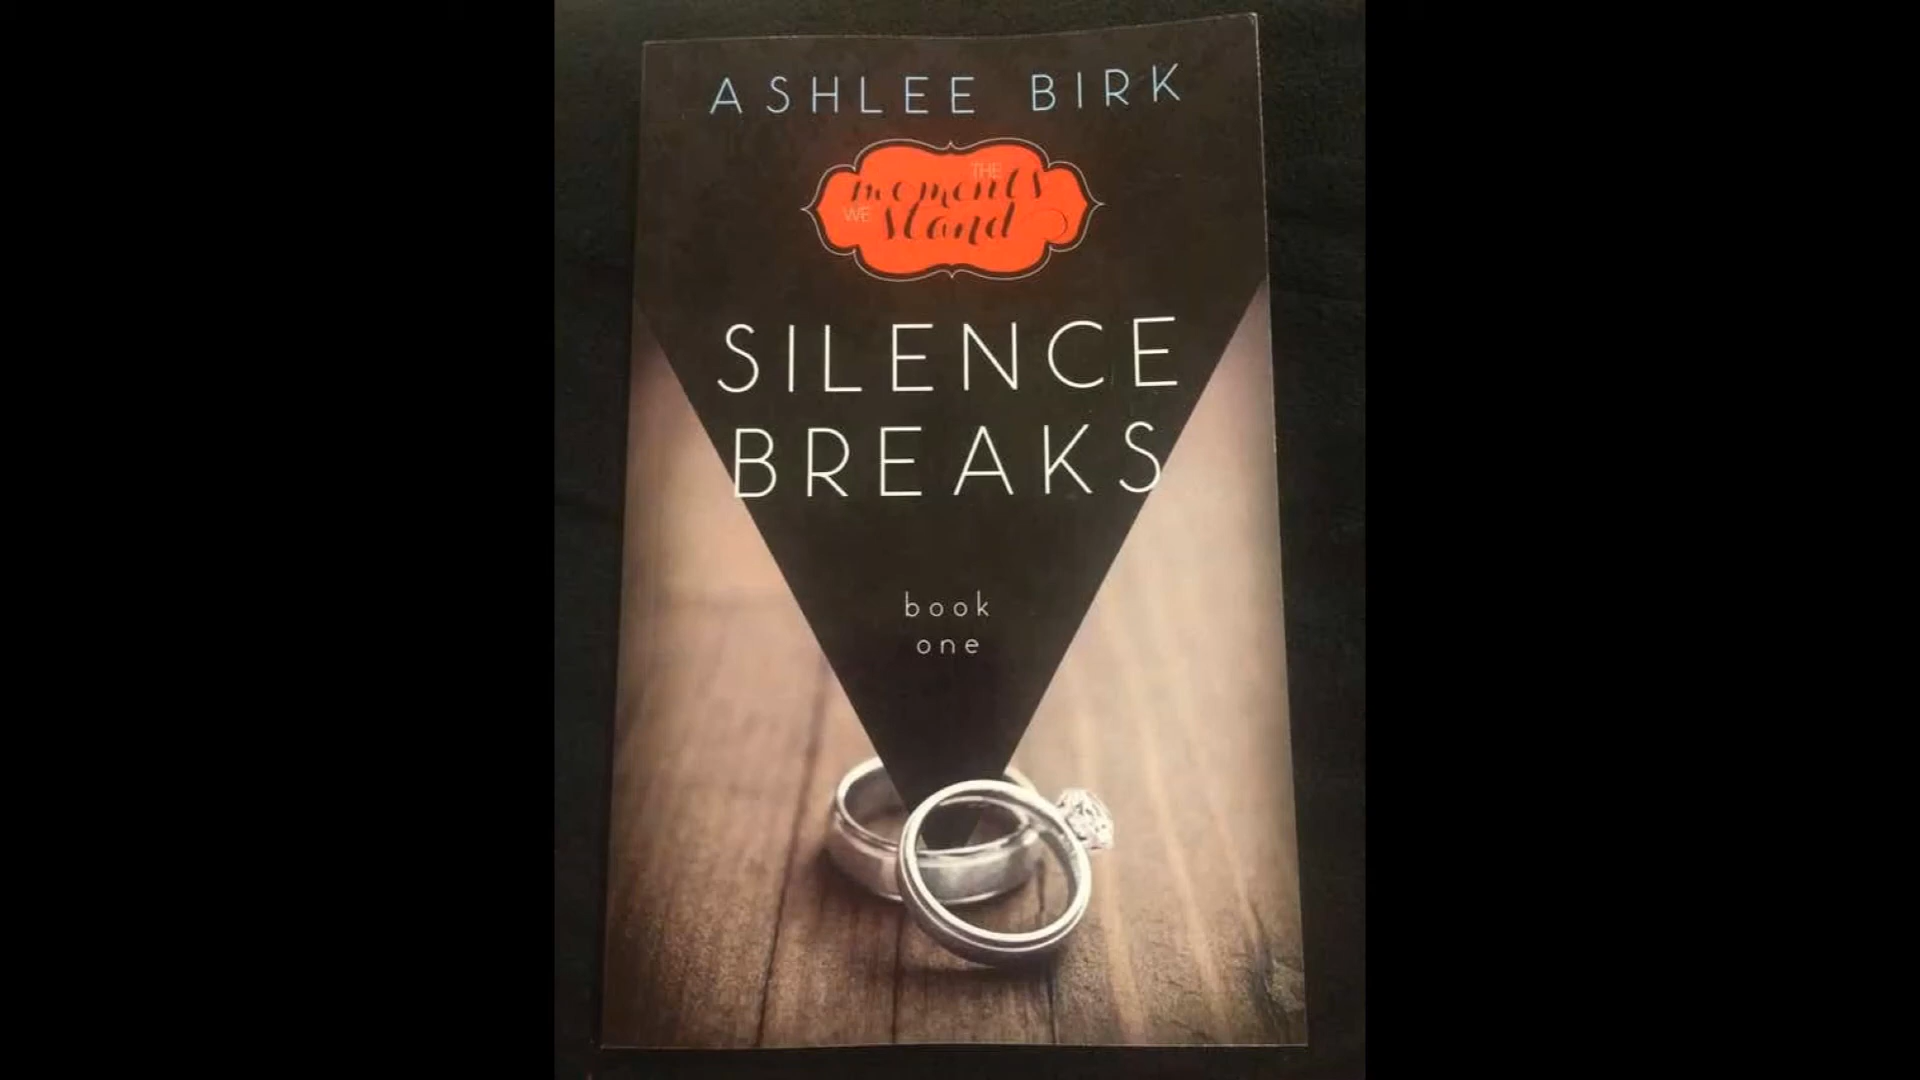 ASHLEE BIRK
THE
moments
WE stand
SILENCE
BREAKS
book
one